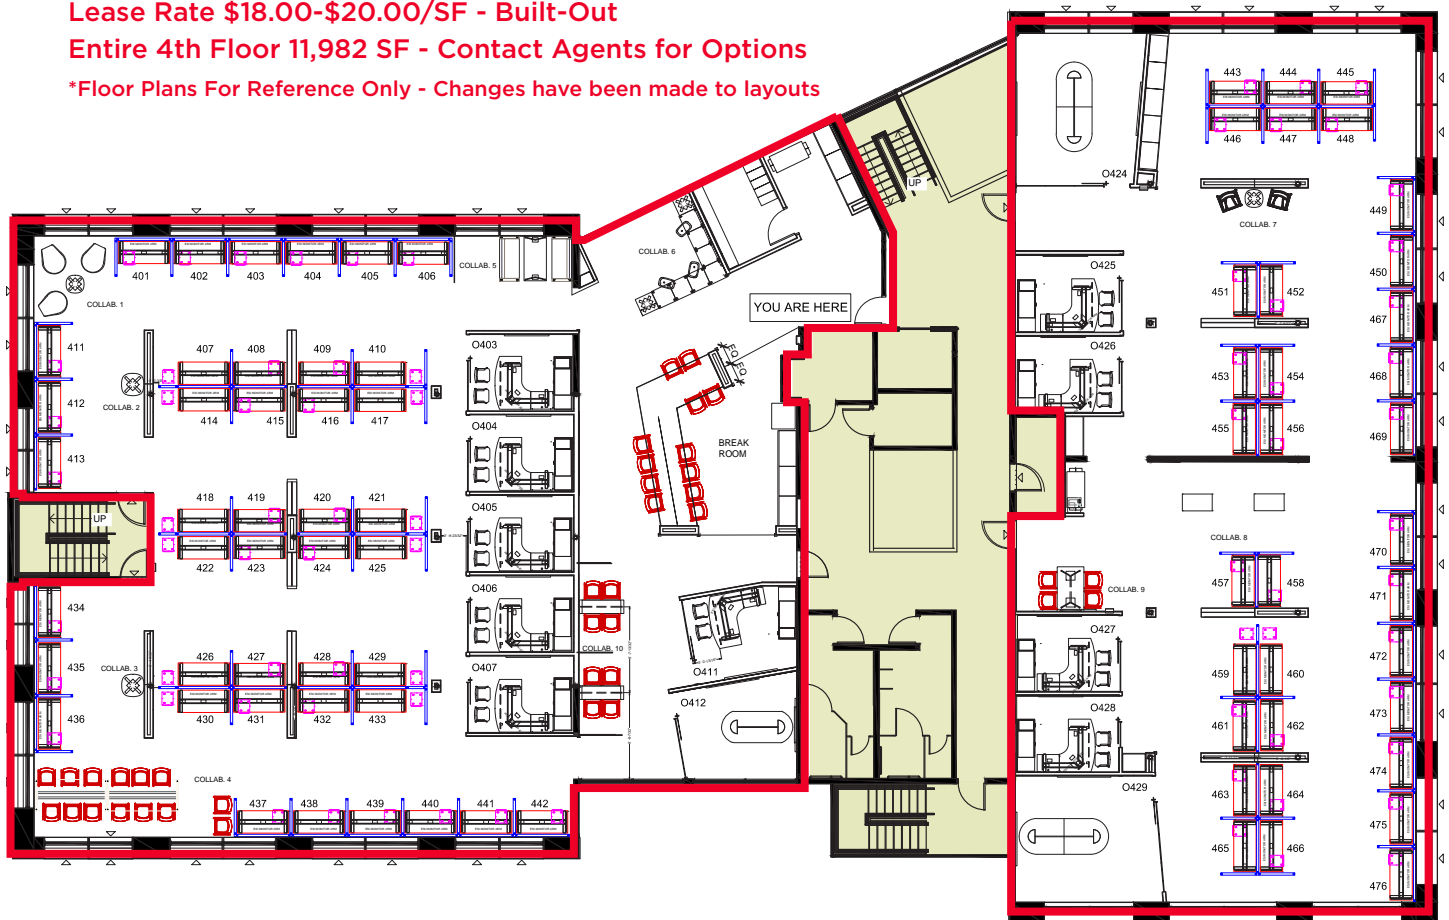 Lease Rate $18.00-$20.00/SF - Built-Out
Entire 4th Floor 11,982 SF - Contact Agents for Options
*Floor Plans For Reference Only - Changes have been made to layouts
443 444 445
446 447 448
O424
UP
449
COLLAB. 7
COLLAB. 6
COLLAB. 5
401 402 403 404 405 406
O425
450
451 452
COLLAB. 1
YOU ARE HERE
467
411
407 408 409 410
O403
EQ
EQ
O426
468
453 454
412
COLLAB. 2
414 415 416 417
O404
455 456
469
BREAK
ROOM
413
418 419 420 421
O405
UP
COLLAB. 8
470
422 423 424 425
457 458
COLLAB. 9
O406
471
434
O427
COLLAB. 10
472
426 427 428 429
O407
O411
459 460
435
COLLAB. 3
O412
O428
473
461 462
436
430 431 432 433
474
COLLAB. 4
O429
463 464
437 438 439 440 441 442
475
465 466
476